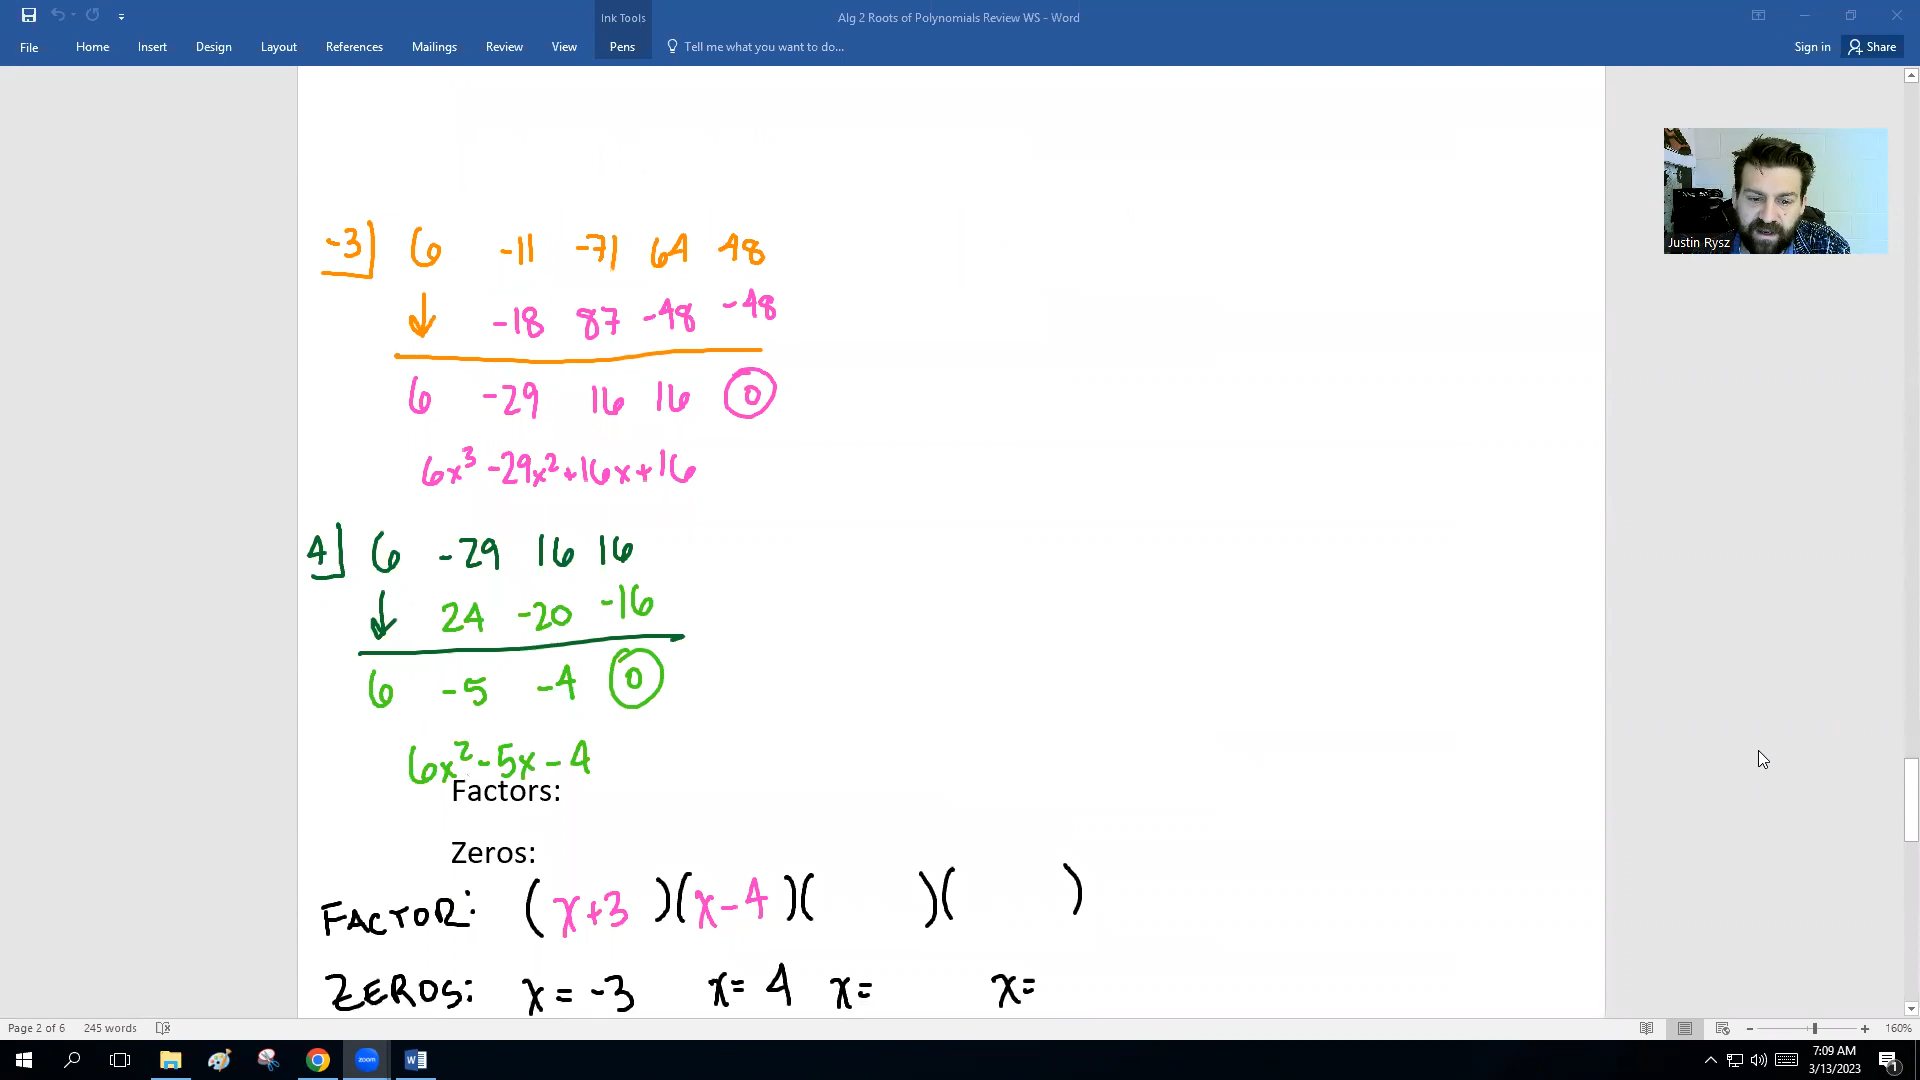 Ink Tools
Alg 2 Roots of Polynomials Review WS - Word
File Home Insert Design Layout References Mailings Review View Pens Tell me what you want to do... Sign in Share
Justin Rysz
-3 6 -11 -71 64 48
-18 87 -48 -48
6 -29 16 16 0
6x³ -29x² +16x +16
4 6 -29 16 16
24 -20 -16
6 -5 -4 0
6x² -5x -4
Factors:
Zeros:
FACTOR: (x+3)(x-4)( )( )
ZEROS: x = -3 x = 4 x = x =
Page 2 of 6 245 words 160%
zoom
7:09 AM
3/13/2023
1